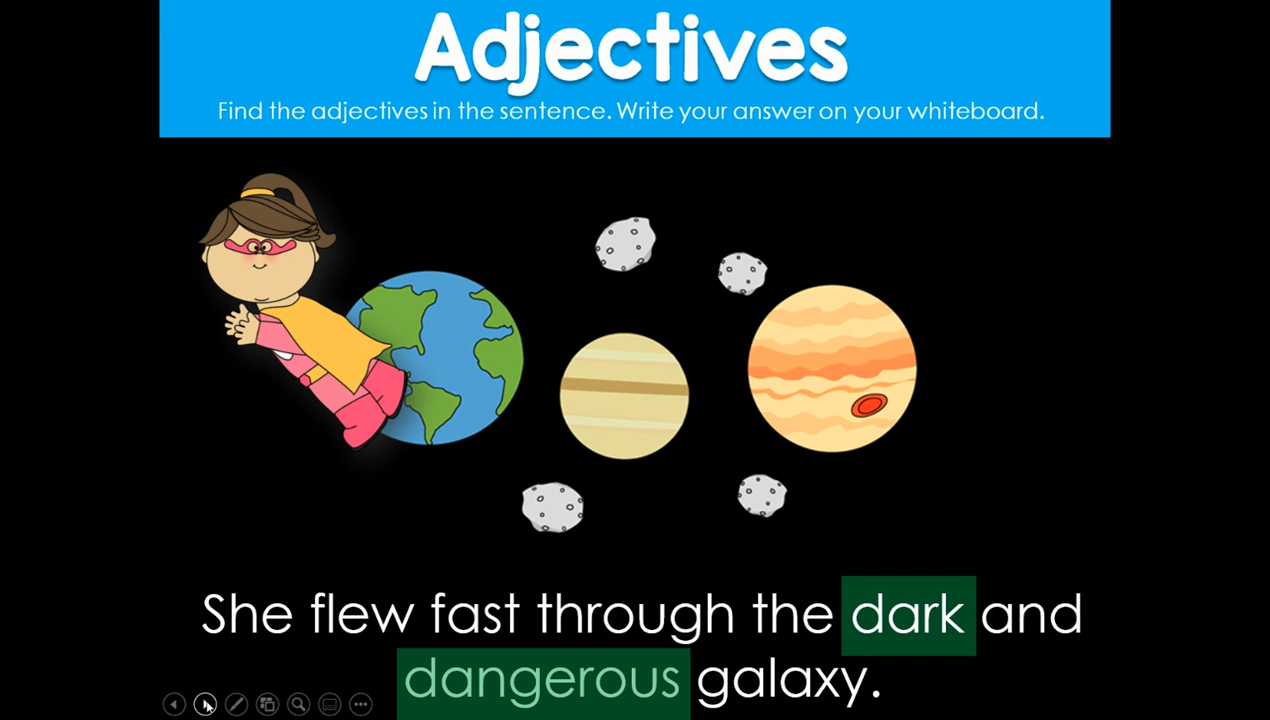 Adjectives
Find the adjectives in the sentence. Write your answer on your whiteboard.
She flew fast through the dark and
dangerous galaxy.